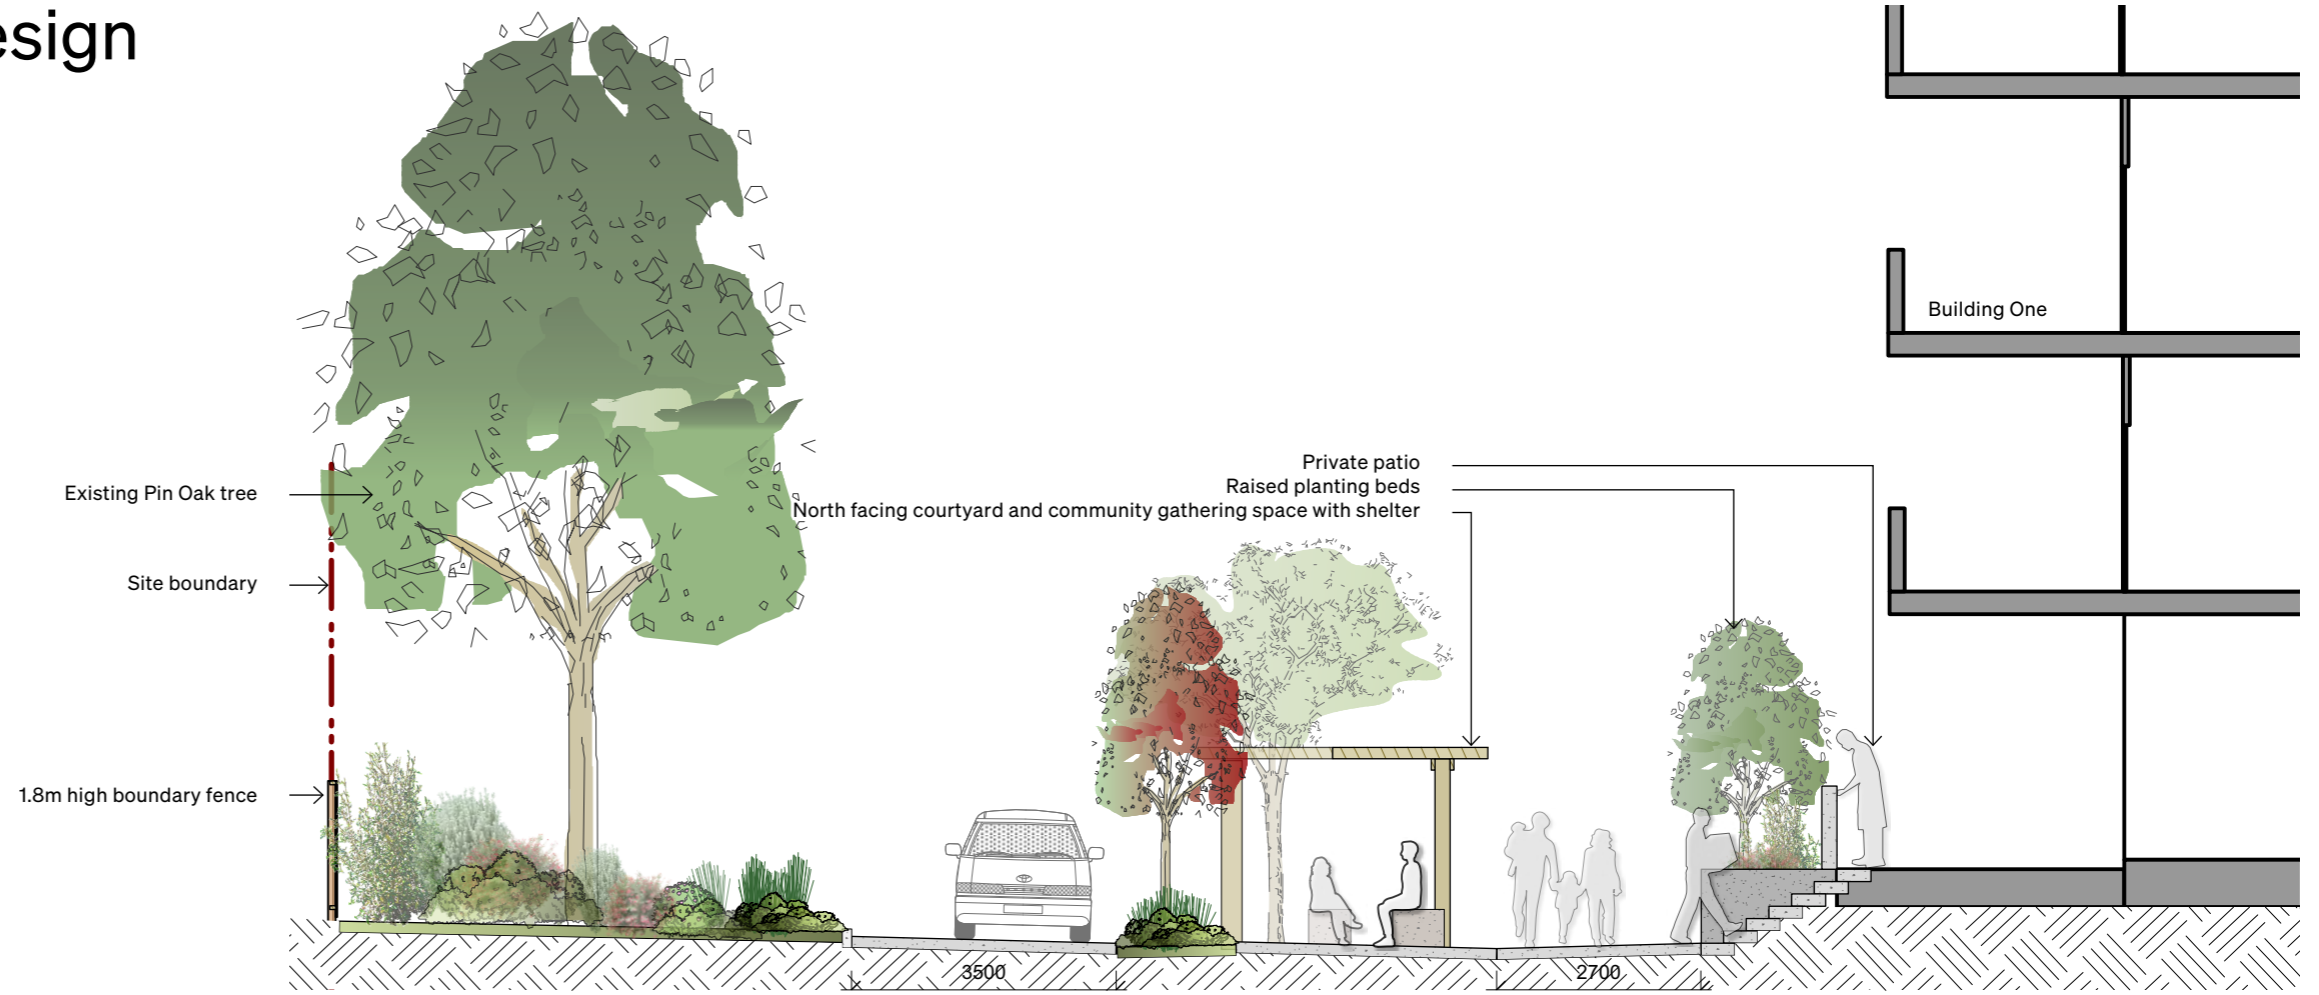 esign
Building One
Private patio
Raised planting beds
North facing courtyard and community gathering space with shelter
Existing Pin Oak tree
Site boundary
1.8m high boundary fence
3500
2700